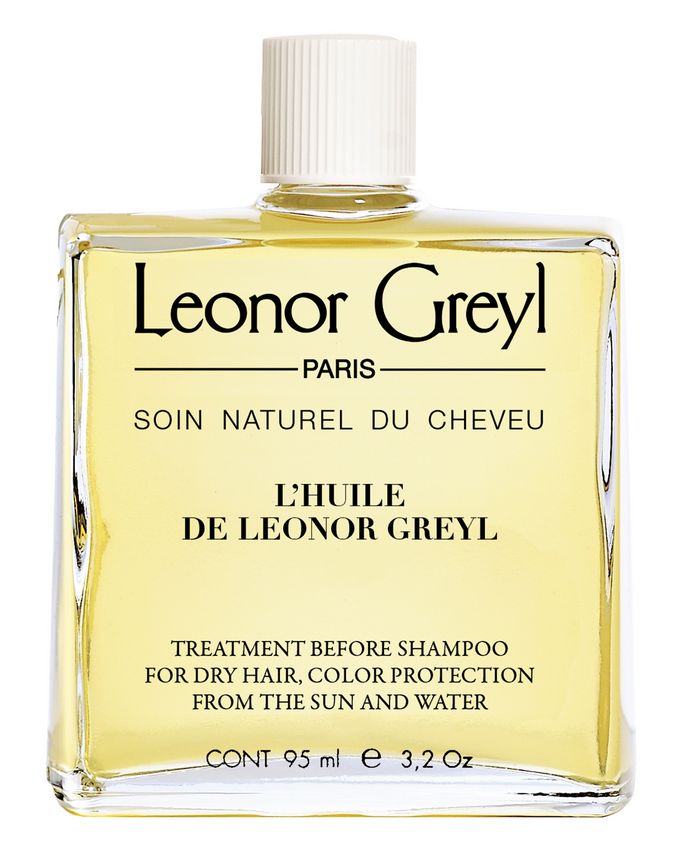 Leonor Greyl
PARIS
SOIN NATUREL DU CHEVEU
L'HUILE
DE LEONOR GREYL
TREATMENT BEFORE SHAMPOO
FOR DRY HAIR, COLOR PROTECTION
FROM THE SUN AND WATER
CONT 95 ml e 3,2 Oz